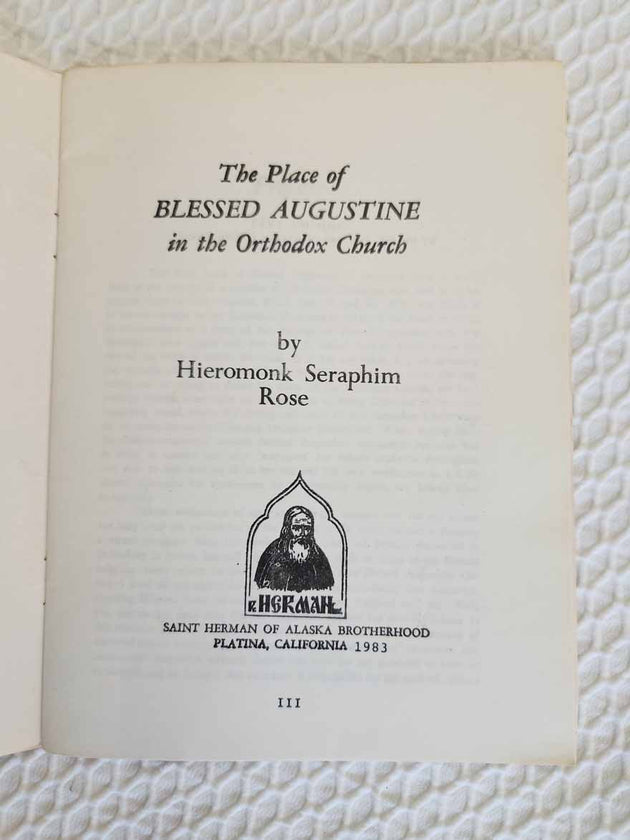 The Place of
BLESSED AUGUSTINE
in the Orthodox Church
by
Hieromonk Seraphim
Rose
HERMAN
SAINT HERMAN OF ALASKA BROTHERHOOD
PLATINA, CALIFORNIA 1983
III